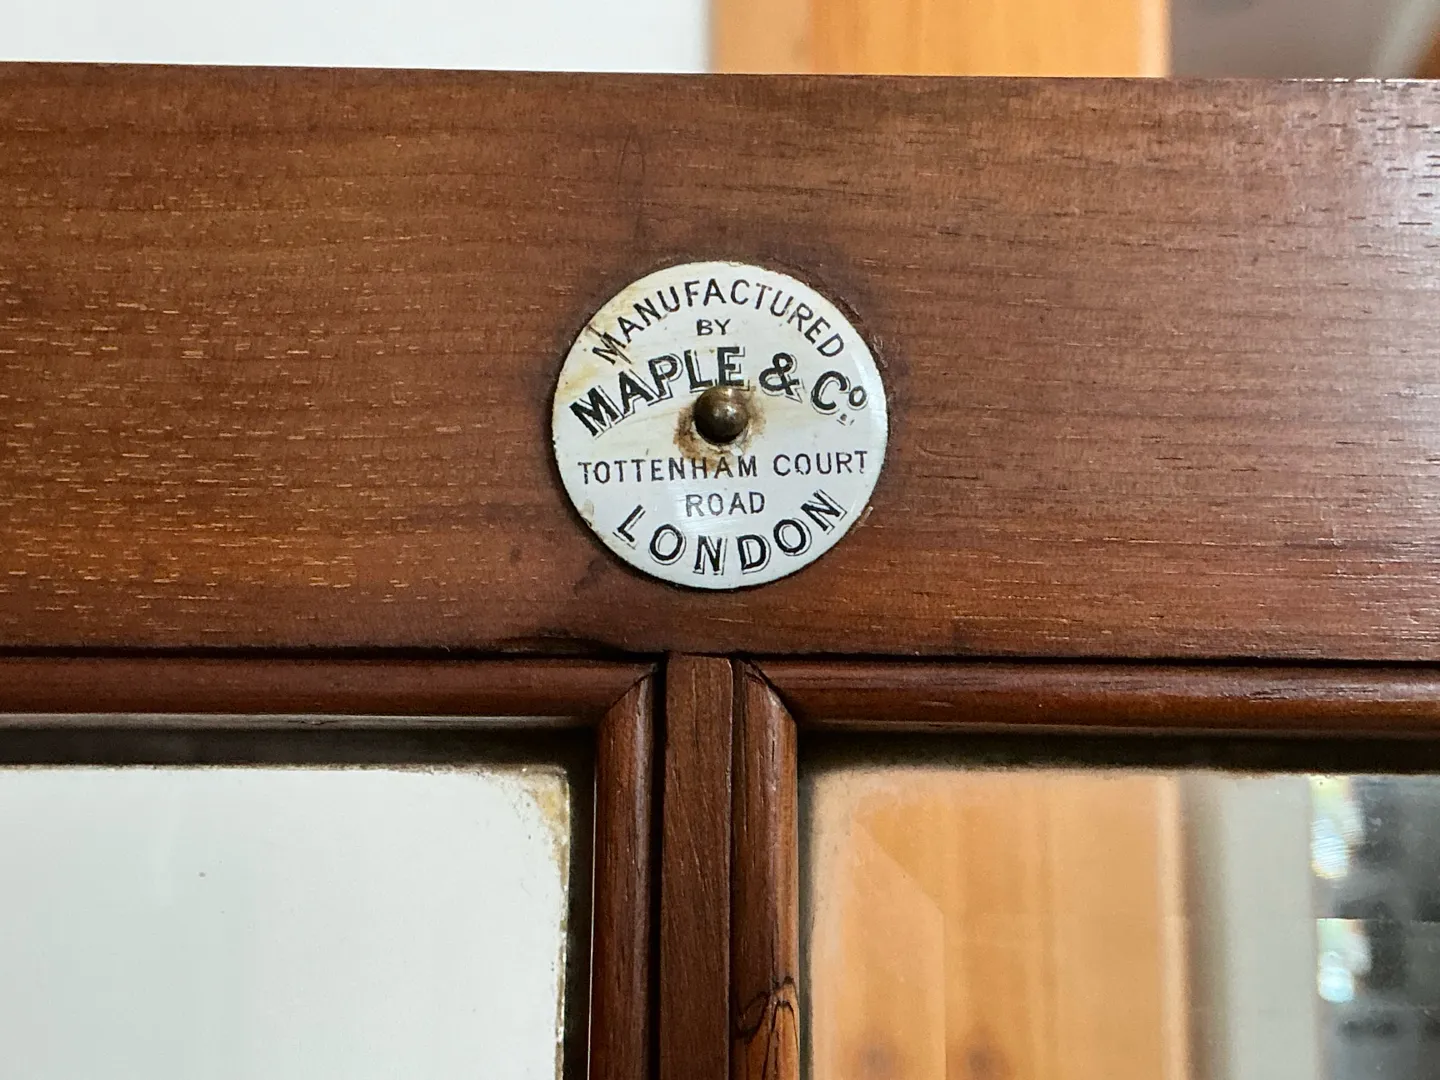 MANUFACTURED
BY
MAPLE & Co.
TOTTENHAM COURT
ROAD
LONDON